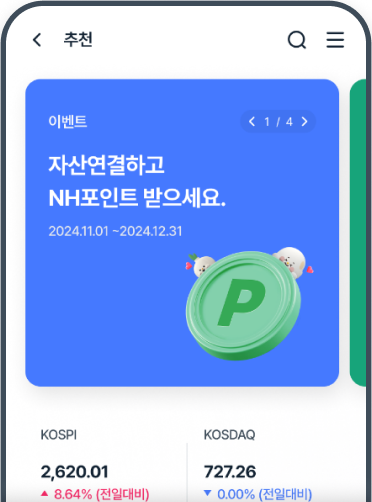 추천
이벤트
1 / 4
자산연결하고
NH포인트 받으세요.
2024.11.01 ~2024.12.31
P
KOSPI
KOSDAQ
2,620.01
727.26
▲ 8.64% (전일대비)
▼ 0.00% (전일대비)